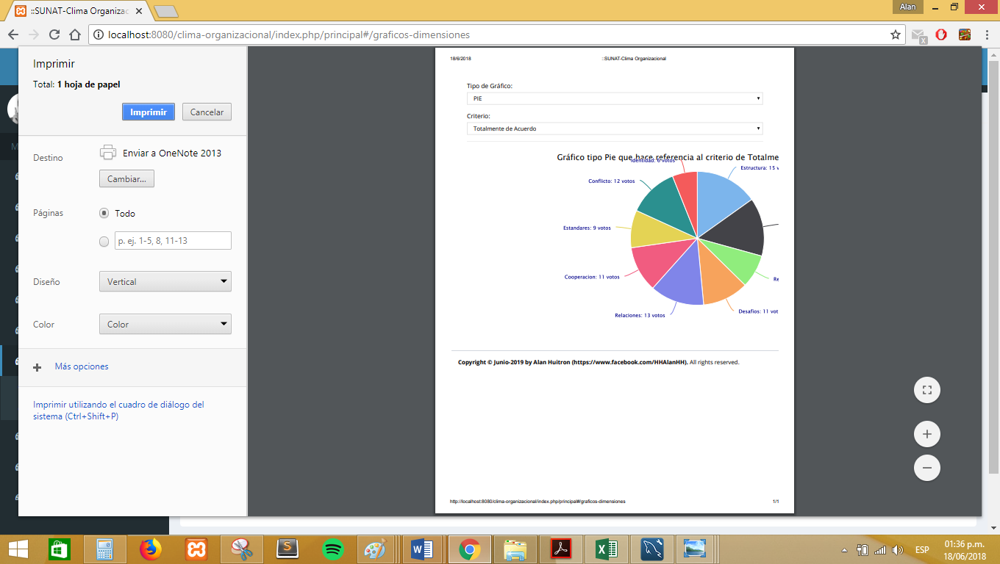 ::SUNAT-Clima Organizac
Alan
localhost:8080/clima-organizacional/index.php/principal#/graficos-dimensiones
Imprimir
Total: 1 hoja de papel
Imprimir
Cancelar
Destino
Enviar a OneNote 2013
Cambiar...
Páginas
Todo
p. ej. 1-5, 8, 11-13
Diseño
Vertical
Color
Color
Más opciones
Imprimir utilizando el cuadro de diálogo del
sistema (Ctrl+Shift+P)
18/6/2018
::SUNAT-Clima Organizacional
Tipo de Gráfico:
PIE
Criterio:
Totalmente de Acuerdo
Gráfico tipo Pie que hace referencia al criterio de Totalme
Identidad: 6 votos
Estructura: 15 v
Conflicto: 12 votos
Estandares: 9 votos
Cooperacion: 11 votos
Re
Desafios: 11 vot
Relaciones: 13 votos
Copyright © Junio-2019 by Alan Huitron (https://www.facebook.com/HHAlanHH). All rights reserved.
http://localhost:8080/clima-organizacional/index.php/principal#/graficos-dimensiones
1/1
ESP
01:36 p.m.
18/06/2018